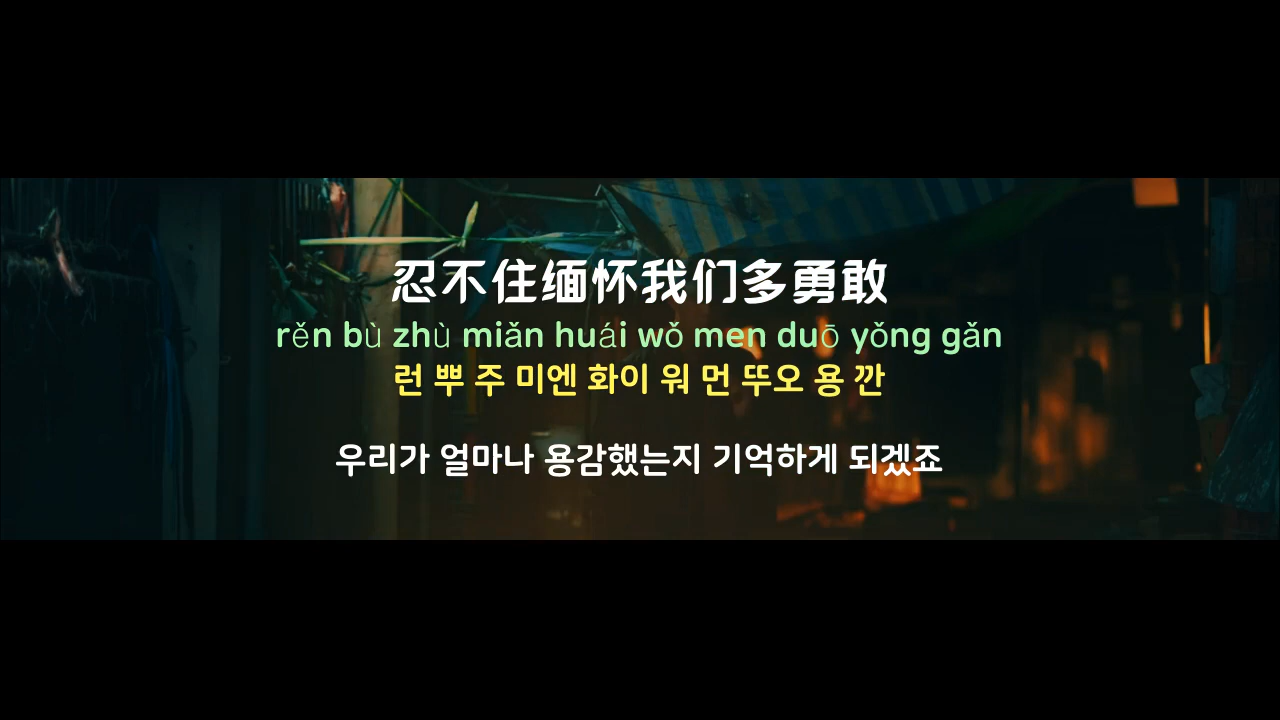 忍不住缅怀我们多勇敢
rěn bù zhù miǎn huái wǒ men duō yǒng gǎn
런 뿌 주 미엔 화이 워 먼 뚜오 용 깐
우리가 얼마나 용감했는지 기억하게 되겠죠